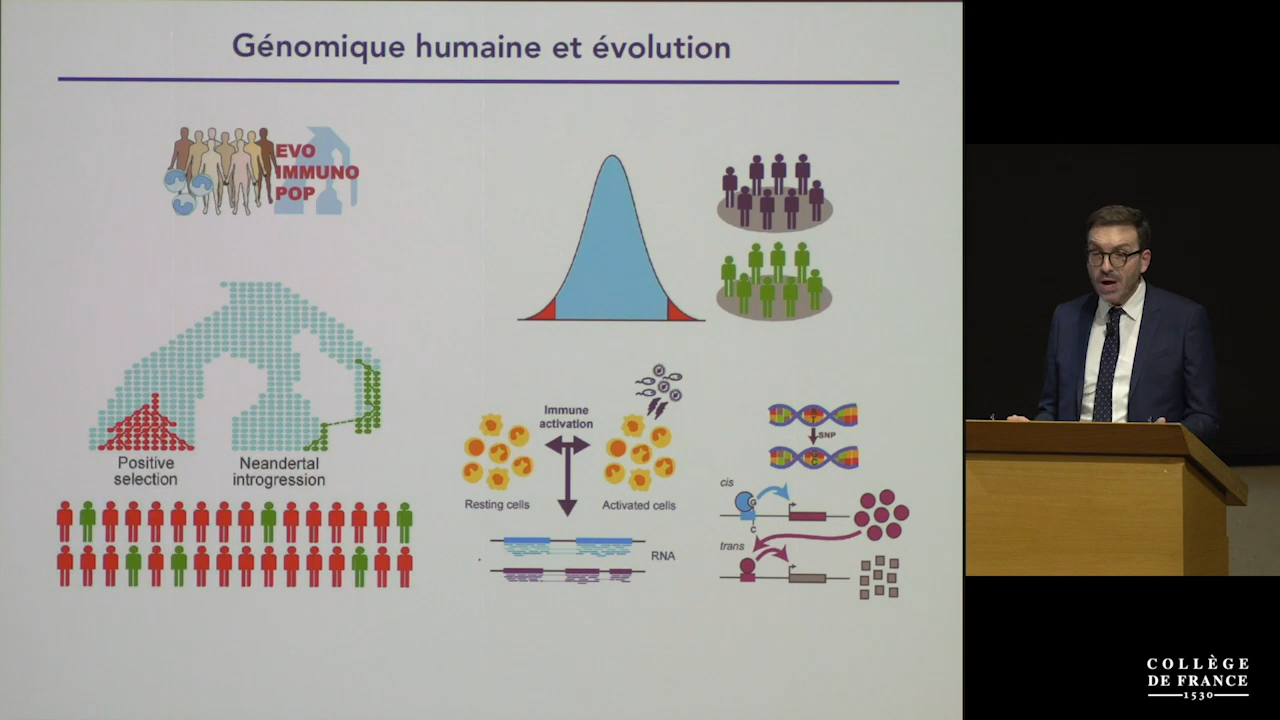 Génomique humaine et évolution
EVO
IMMUNO
POP
Positive
selection
Neandertal
introgression
Immune
activation
Resting cells
Activated cells
RNA
SNP
cis
G
C
trans
COLLÈGE
DE FRANCE
1530